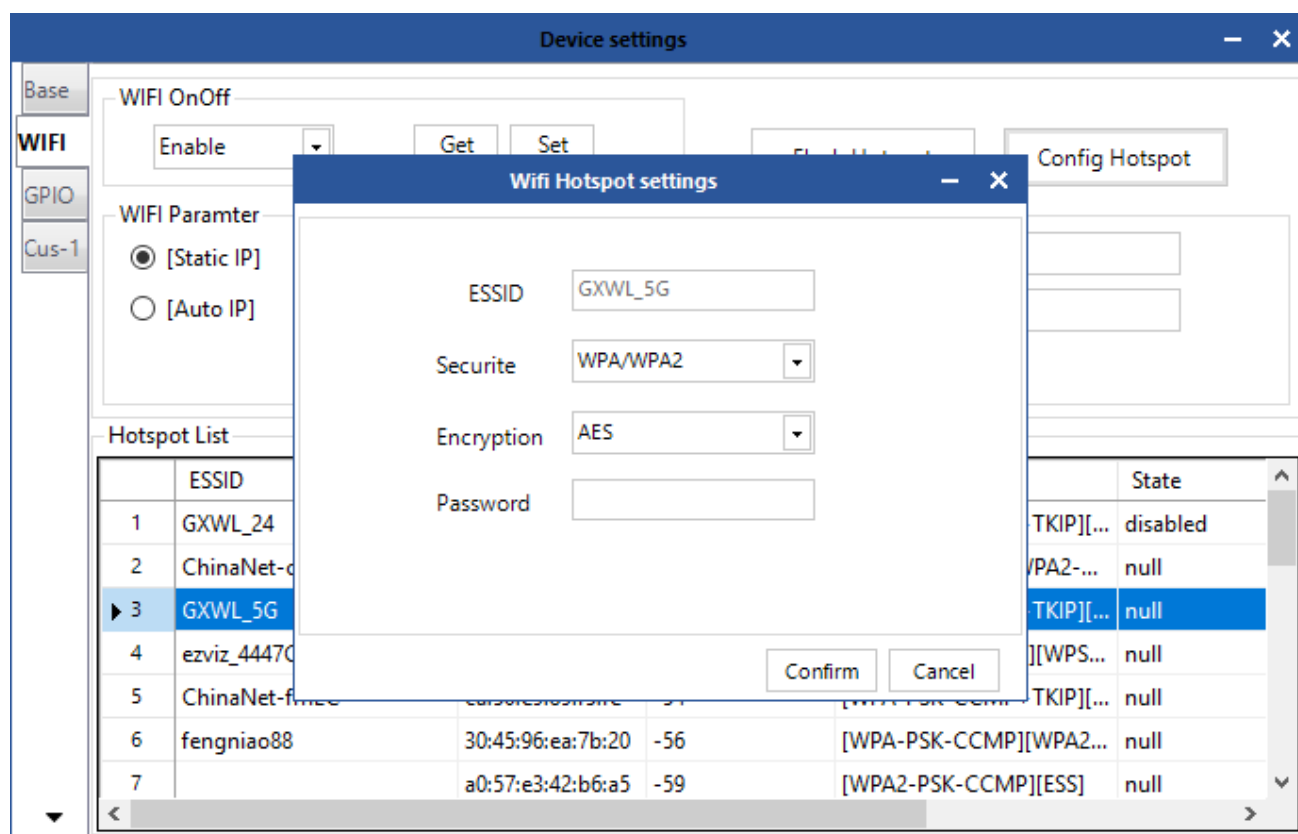 Device settings
Base
WIFI OnOff
WIFI
Enable
Get
Set
Config Hotspot
GPIO
Wifi Hotspot settings
WIFI Paramter
Cus-1
[Static IP]
[Auto IP]
ESSID
GXWL_5G
Securite
WPA/WPA2
Encryption
AES
Password
Confirm
Cancel
Hotspot List
ESSID State
1 GXWL_24 TKIP][... disabled
2 ChinaNet- PA2-... null
3 GXWL_5G TKIP][... null
4 ezviz_4447 ][WPS... null
5 TKIP][... null
6 fengniao88 30:45:96:ea:7b:20 -56 [WPA-PSK-CCMP][WPA2... null
7 a0:57:e3:42:b6:a5 -59 [WPA2-PSK-CCMP][ESS] null